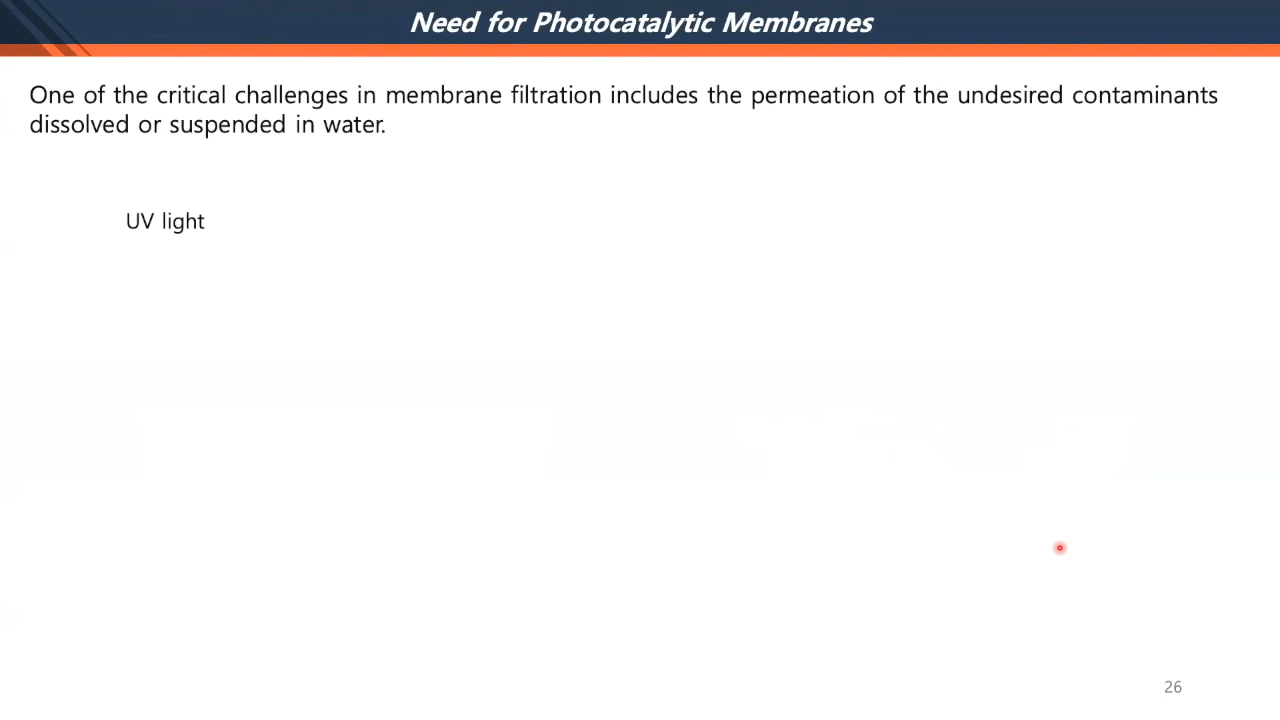 Need for Photocatalytic Membranes
One of the critical challenges in membrane filtration includes the permeation of the undesired contaminants
dissolved or suspended in water.
UV light
26